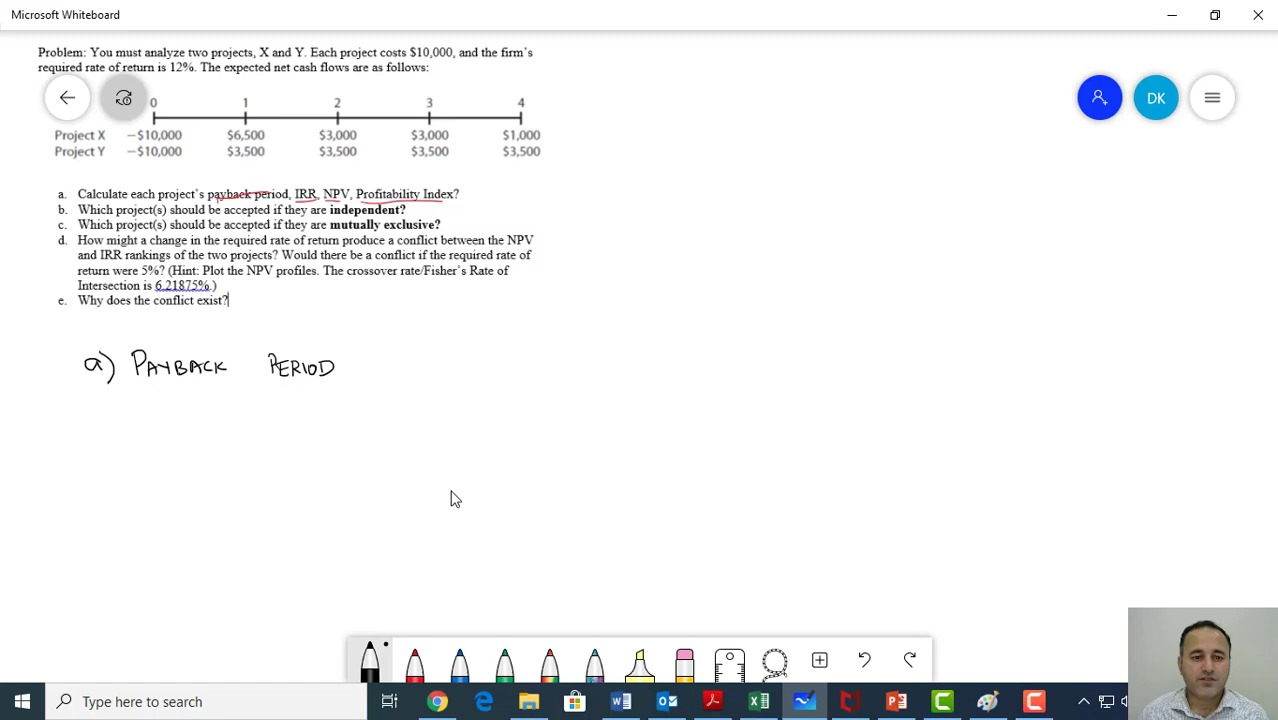 Microsoft Whiteboard
Problem: You must analyze two projects, X and Y. Each project costs $10,000, and the firm's
required rate of return is 12%. The expected net cash flows are as follows:
0 1 2 3 4
Project X −$10,000 $6,500 $3,000 $3,000 $1,000
Project Y −$10,000 $3,500 $3,500 $3,500 $3,500
a. Calculate each project's payback period, IRR, NPV, Profitability Index?
b. Which project(s) should be accepted if they are independent?
c. Which project(s) should be accepted if they are mutually exclusive?
d. How might a change in the required rate of return produce a conflict between the NPV
and IRR rankings of the two projects? Would there be a conflict if the required rate of
return were 5%? (Hint: Plot the NPV profiles. The crossover rate/Fisher's Rate of
Intersection is 6.21875%.)
e. Why does the conflict exist?
DK
a) PAYBACK PERIOD
Type here to search